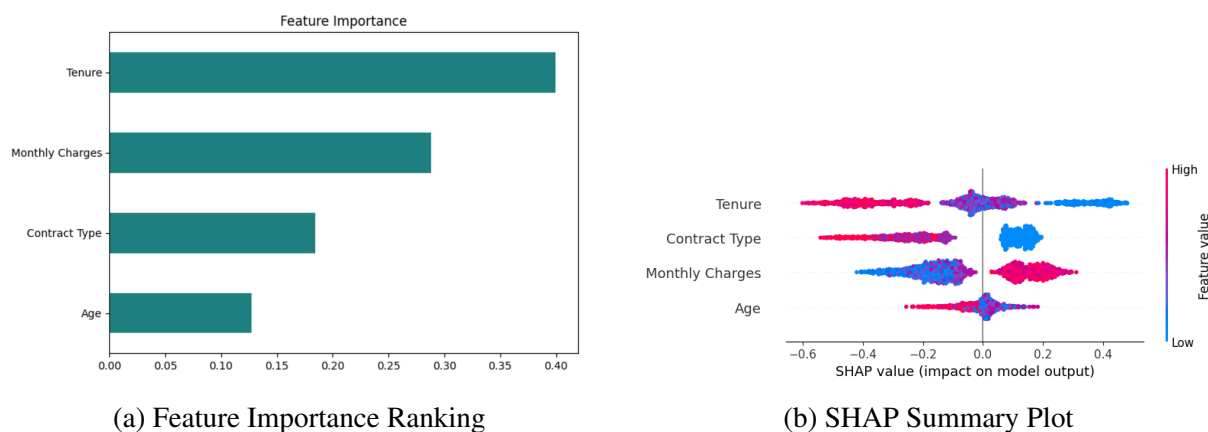 Feature Importance
Tenure
Monthly Charges
Contract Type
Age
0.00 0.05 0.10 0.15 0.20 0.25 0.30 0.35 0.40
(a) Feature Importance Ranking
High
Tenure
Contract Type
Monthly Charges
Age
Feature value
Low
−0.6 −0.4 −0.2 0.0 0.2 0.4
SHAP value (impact on model output)
(b) SHAP Summary Plot